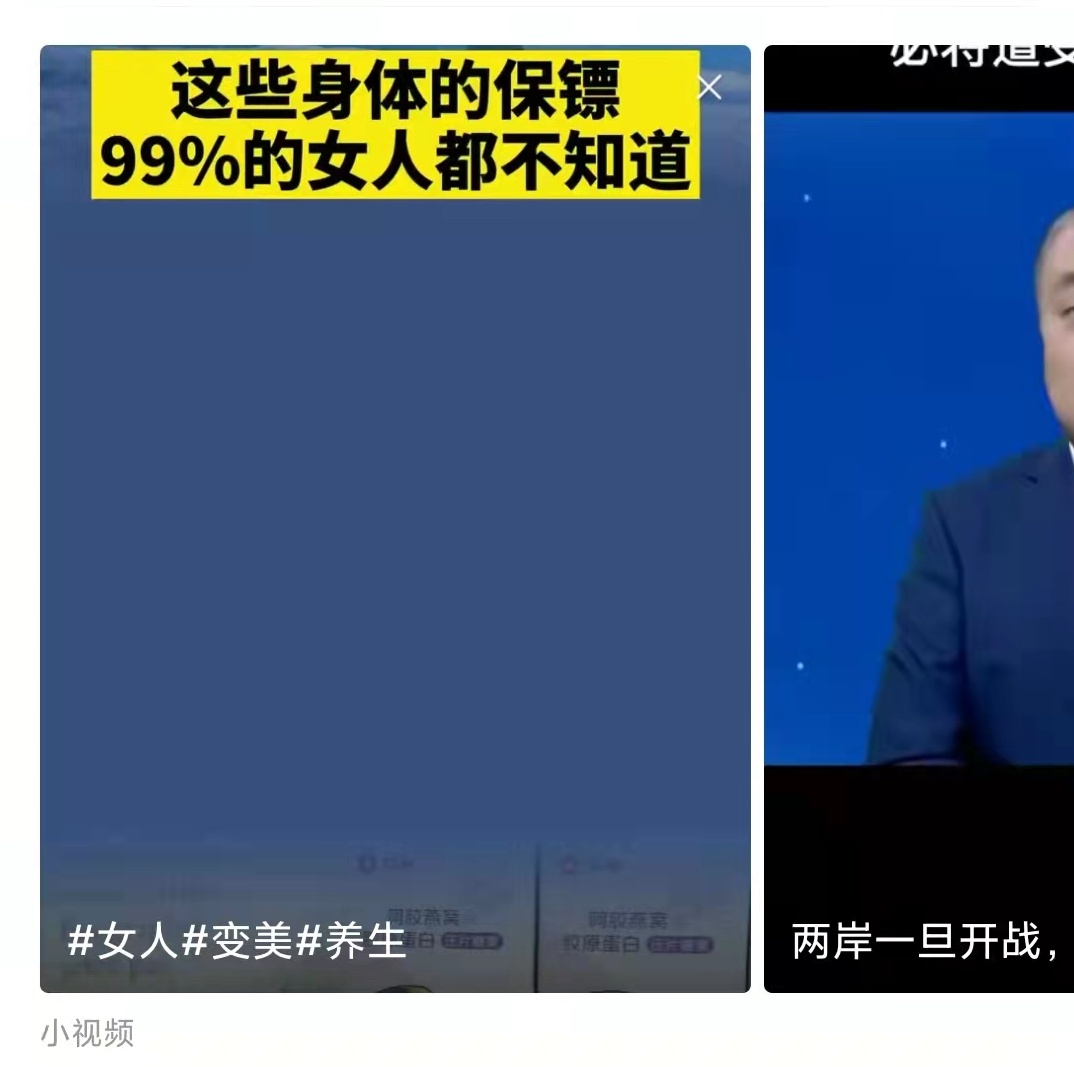 这些身体的保镖
99%的女人都不知道
阿胶燕窝
蛋白
阿胶燕窝
胶原蛋白
#女人#变美#养生
两岸一旦开战，
小视频